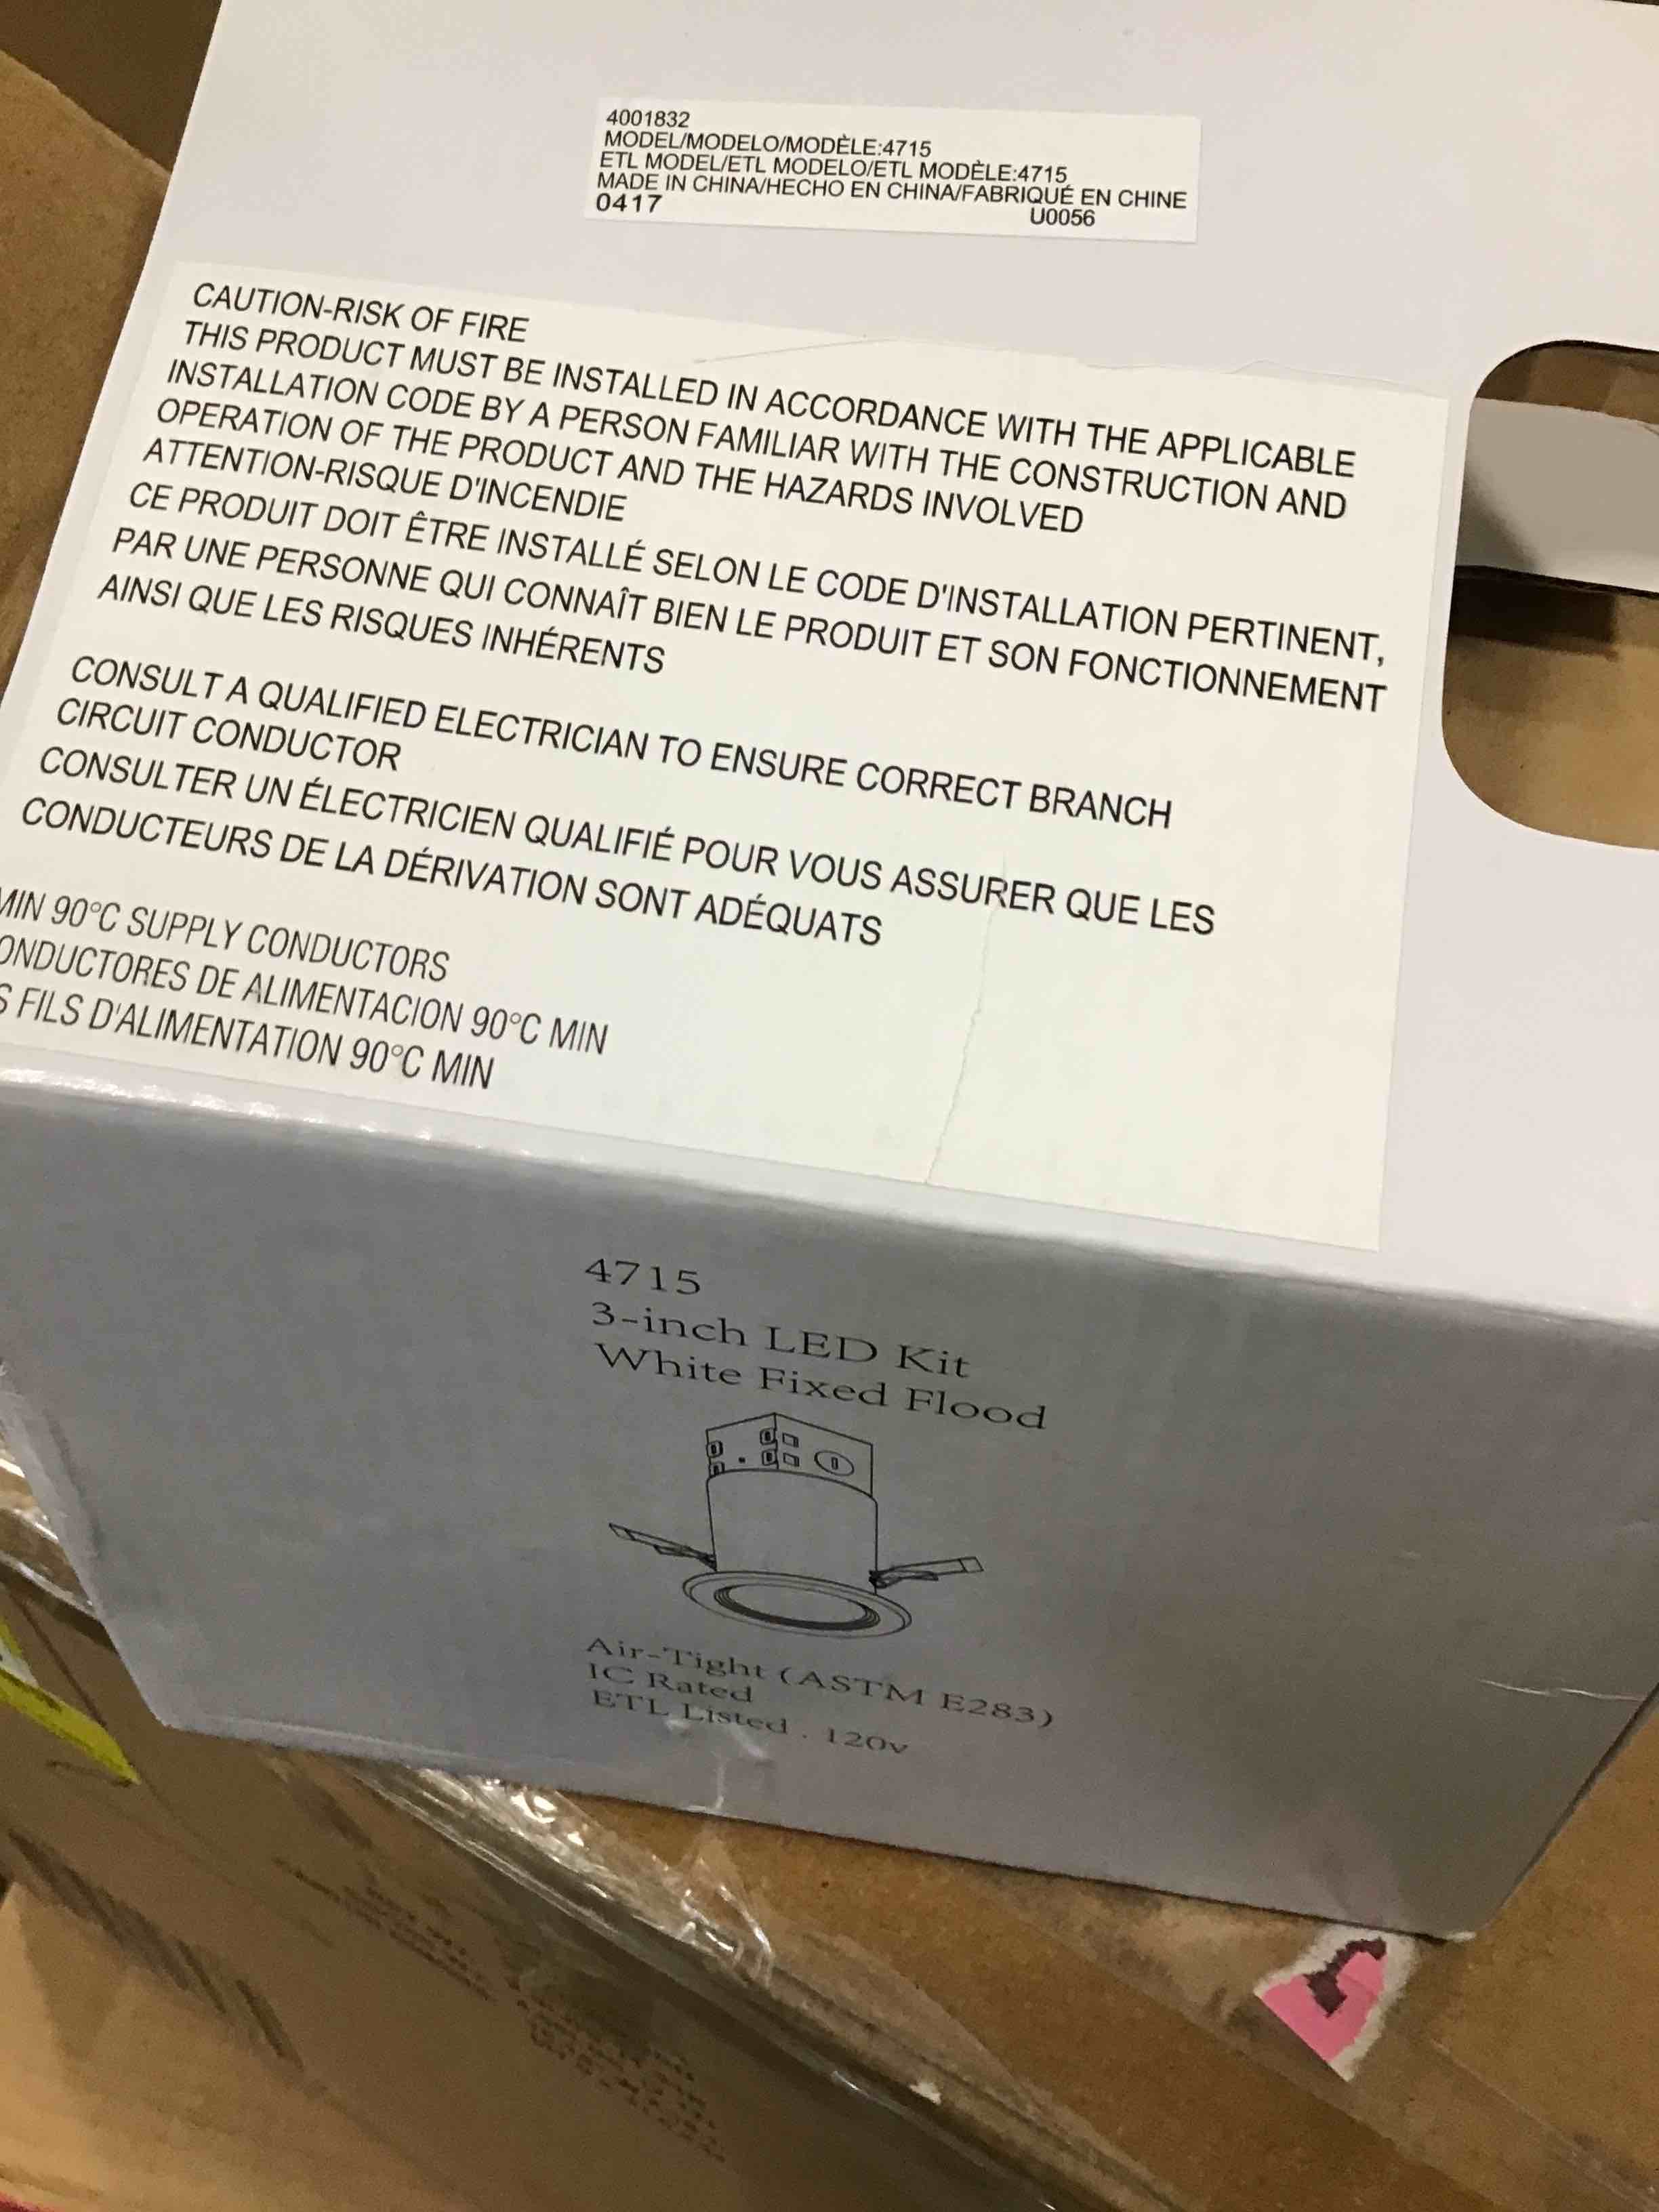 4001832
MODEL/MODELO/MODÈLE:4715
ETL MODEL/ETL MODELO/ETL MODÈLE:4715
MADE IN CHINA/HECHO EN CHINA/FABRIQUÉ EN CHINE
0417 U0056
CAUTION-RISK OF FIRE
THIS PRODUCT MUST BE INSTALLED IN ACCORDANCE WITH THE APPLICABLE
INSTALLATION CODE BY A PERSON FAMILIAR WITH THE CONSTRUCTION AND
OPERATION OF THE PRODUCT AND THE HAZARDS INVOLVED
ATTENTION-RISQUE D'INCENDIE
CE PRODUIT DOIT ÊTRE INSTALLÉ SELON LE CODE D'INSTALLATION PERTINENT,
PAR UNE PERSONNE QUI CONNAÎT BIEN LE PRODUIT ET SON FONCTIONNEMENT
AINSI QUE LES RISQUES INHÉRENTS
CONSULT A QUALIFIED ELECTRICIAN TO ENSURE CORRECT BRANCH
CIRCUIT CONDUCTOR
CONSULTER UN ÉLECTRICIEN QUALIFIÉ POUR VOUS ASSURER QUE LES
CONDUCTEURS DE LA DÉRIVATION SONT ADÉQUATS
MIN 90°C SUPPLY CONDUCTORS
ONDUCTORES DE ALIMENTACION 90°C MIN
S FILS D'ALIMENTATION 90°C MIN
4715
3-inch LED Kit
White Fixed Flood
Air-Tight (ASTM E283)
IC Rated
ETL Listed . 120v